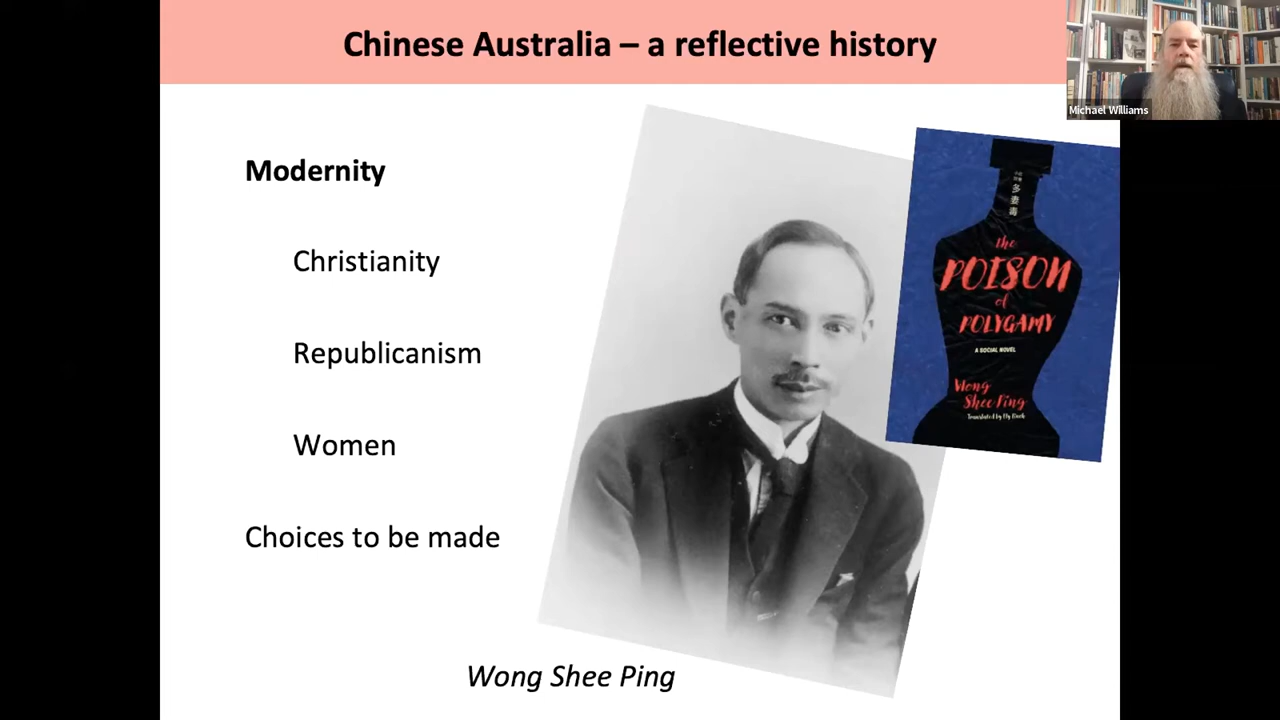 Chinese Australia – a reflective history
Michael Williams
Modernity
Christianity
Republicanism
Women
Choices to be made
Wong Shee Ping
多妻毒
the
POISON
of
POLYGAMY
A SOCIAL NOVEL
Wong
Shee Ping
Translated by Ely Finch